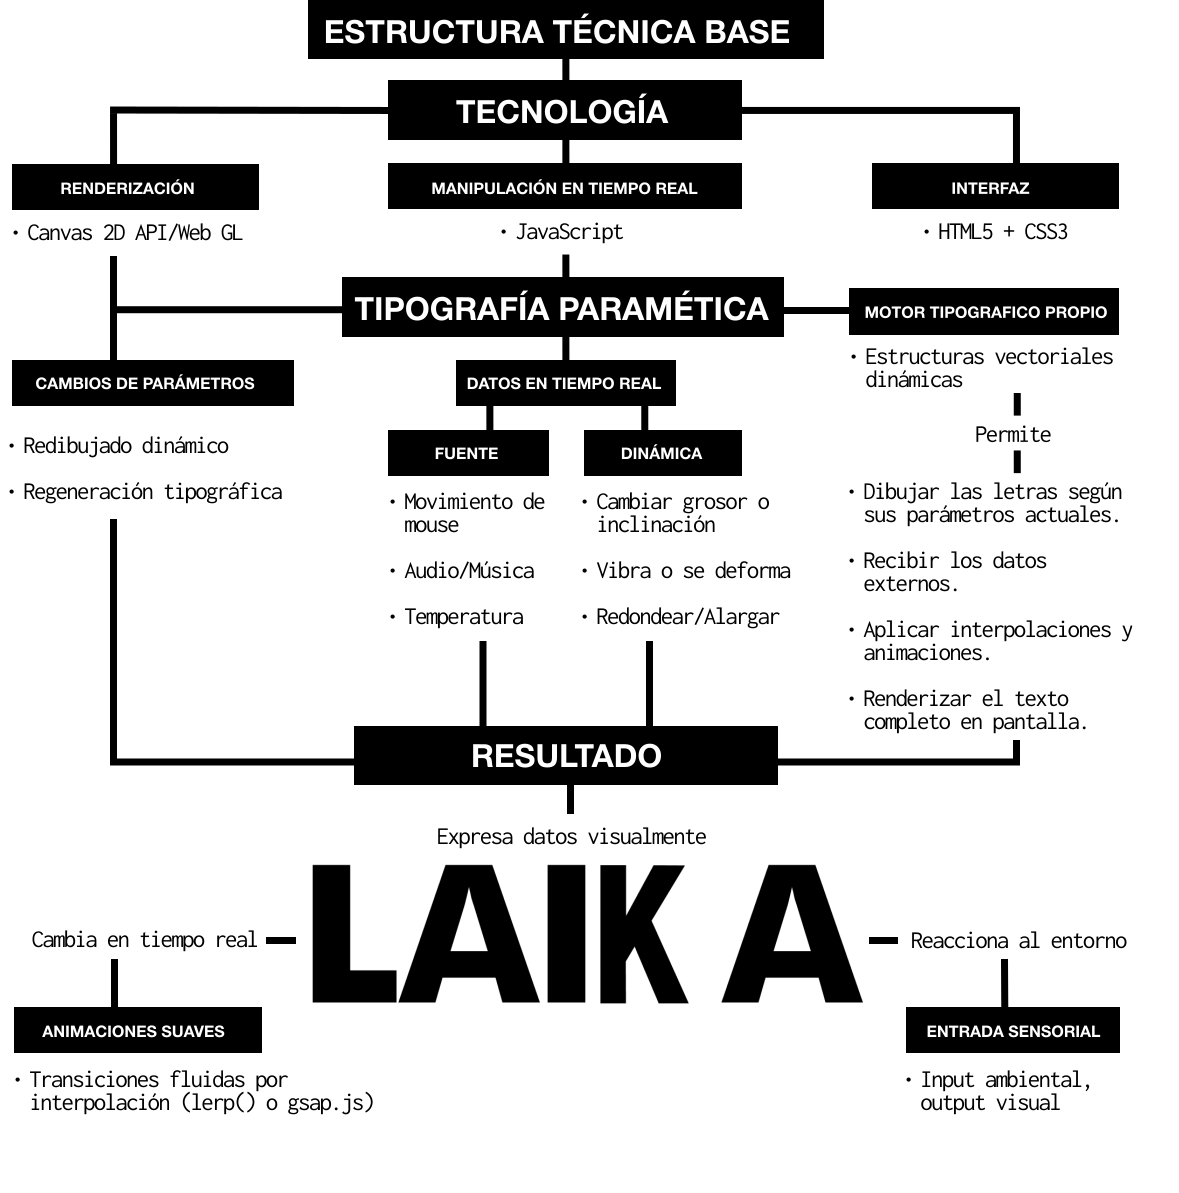 ESTRUCTURA TÉCNICA BASE
TECNOLOGÍA
RENDERIZACIÓN
· Canvas 2D API/Web GL
MANIPULACIÓN EN TIEMPO REAL
· JavaScript
INTERFAZ
· HTML5 + CSS3
TIPOGRAFÍA PARAMÉTICA
CAMBIOS DE PARÁMETROS
· Redibujado dinámico
· Regeneración tipográfica
DATOS EN TIEMPO REAL
FUENTE
· Movimiento de
mouse
· Audio/Música
· Temperatura
DINÁMICA
· Cambiar grosor o
inclinación
· Vibra o se deforma
· Redondear/Alargar
MOTOR TIPOGRAFICO PROPIO
· Estructuras vectoriales
dinámicas
Permite
· Dibujar las letras según
sus parámetros actuales.
· Recibir los datos
externos.
· Aplicar interpolaciones y
animaciones.
· Renderizar el texto
completo en pantalla.
RESULTADO
Expresa datos visualmente
LAIKA
Cambia en tiempo real
ANIMACIONES SUAVES
· Transiciones fluidas por
interpolación (lerp() o gsap.js)
Reacciona al entorno
ENTRADA SENSORIAL
· Input ambiental,
output visual